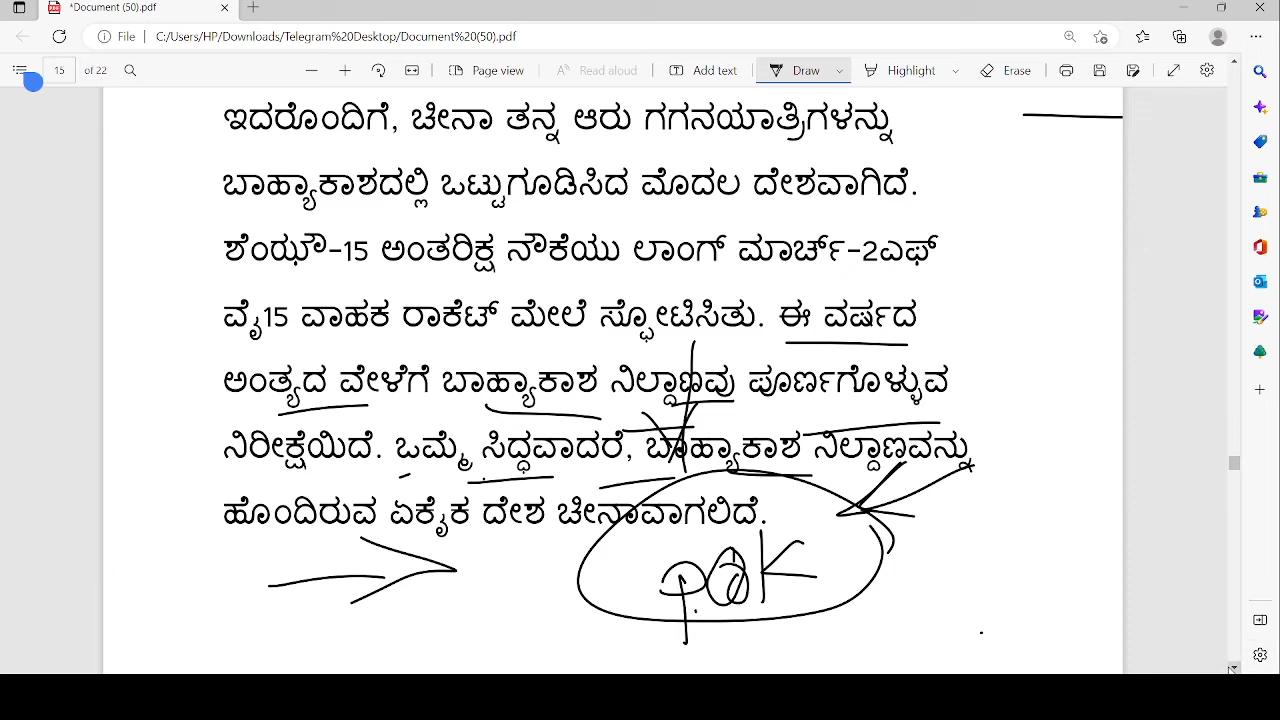 *Document (50).pdf
File C:/Users/HP/Downloads/Telegram%20Desktop/Document%20(50).pdf
15 of 22 Page view Read aloud Add text Draw Highlight Erase
ಇದರೊಂದಿಗೆ, ಚೀನಾ ತನ್ನ ಆರು ಗಗನಯಾತ್ರಿಗಳನ್ನು
ಬಾಹ್ಯಾಕಾಶದಲ್ಲಿ ಒಟ್ಟುಗೂಡಿಸಿದ ಮೊದಲ ದೇಶವಾಗಿದೆ.
ಶೆಂಝೌ-15 ಅಂತರಿಕ್ಷ ನೌಕೆಯು ಲಾಂಗ್ ಮಾರ್ಚ್-2ಎಫ್
ವೈ15 ವಾಹಕ ರಾಕೆಟ್ ಮೇಲೆ ಸ್ಫೋಟಿಸಿತು. ಈ ವರ್ಷದ
ಅಂತ್ಯದ ವೇಳೆಗೆ ಬಾಹ್ಯಾಕಾಶ ನಿಲ್ದಾಣವು ಪೂರ್ಣಗೊಳ್ಳುವ
ನಿರೀಕ್ಷೆಯಿದೆ. ಒಮ್ಮೆ ಸಿದ್ಧವಾದರೆ, ಬಾಹ್ಯಾಕಾಶ ನಿಲ್ದಾಣವನ್ನು
ಹೊಂದಿರುವ ಏಕೈಕ ದೇಶ ಚೀನಾವಾಗಲಿದೆ.